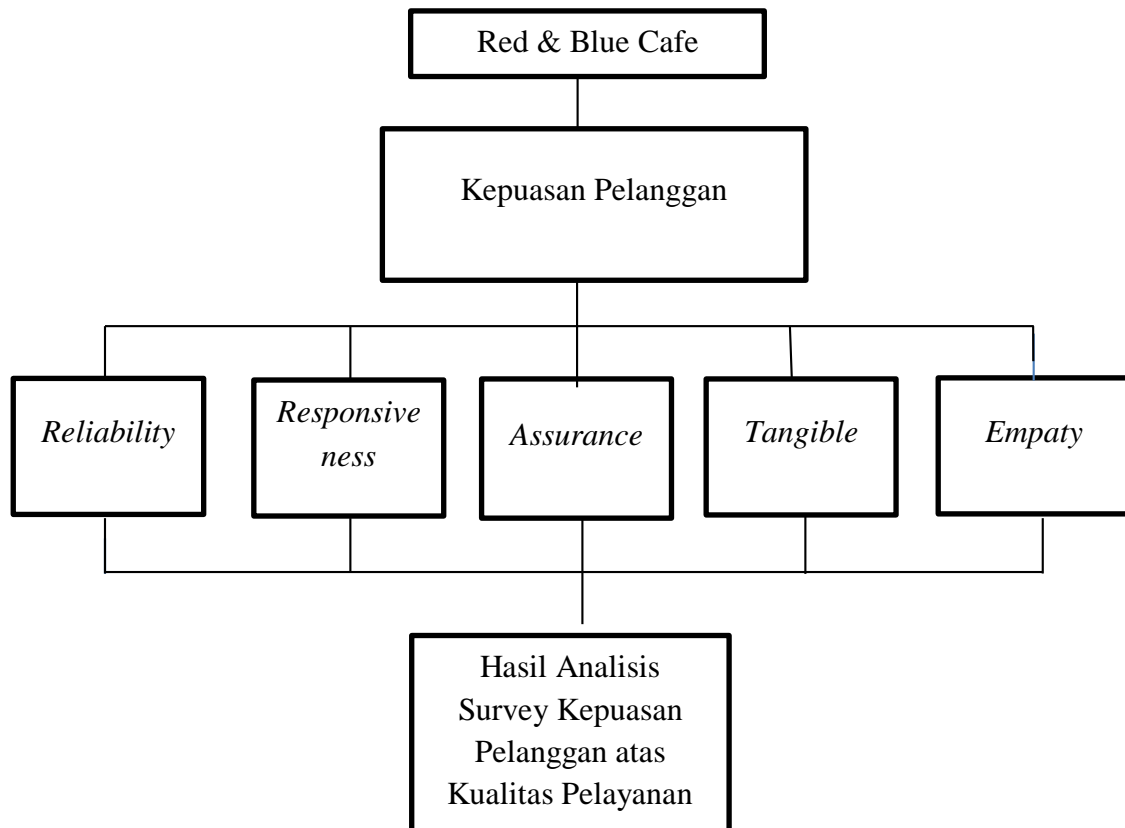 Red & Blue Cafe
Kepuasan Pelanggan
Reliability
Responsive
ness
Assurance
Tangible
Empaty
Hasil Analisis
Survey Kepuasan
Pelanggan atas
Kualitas Pelayanan